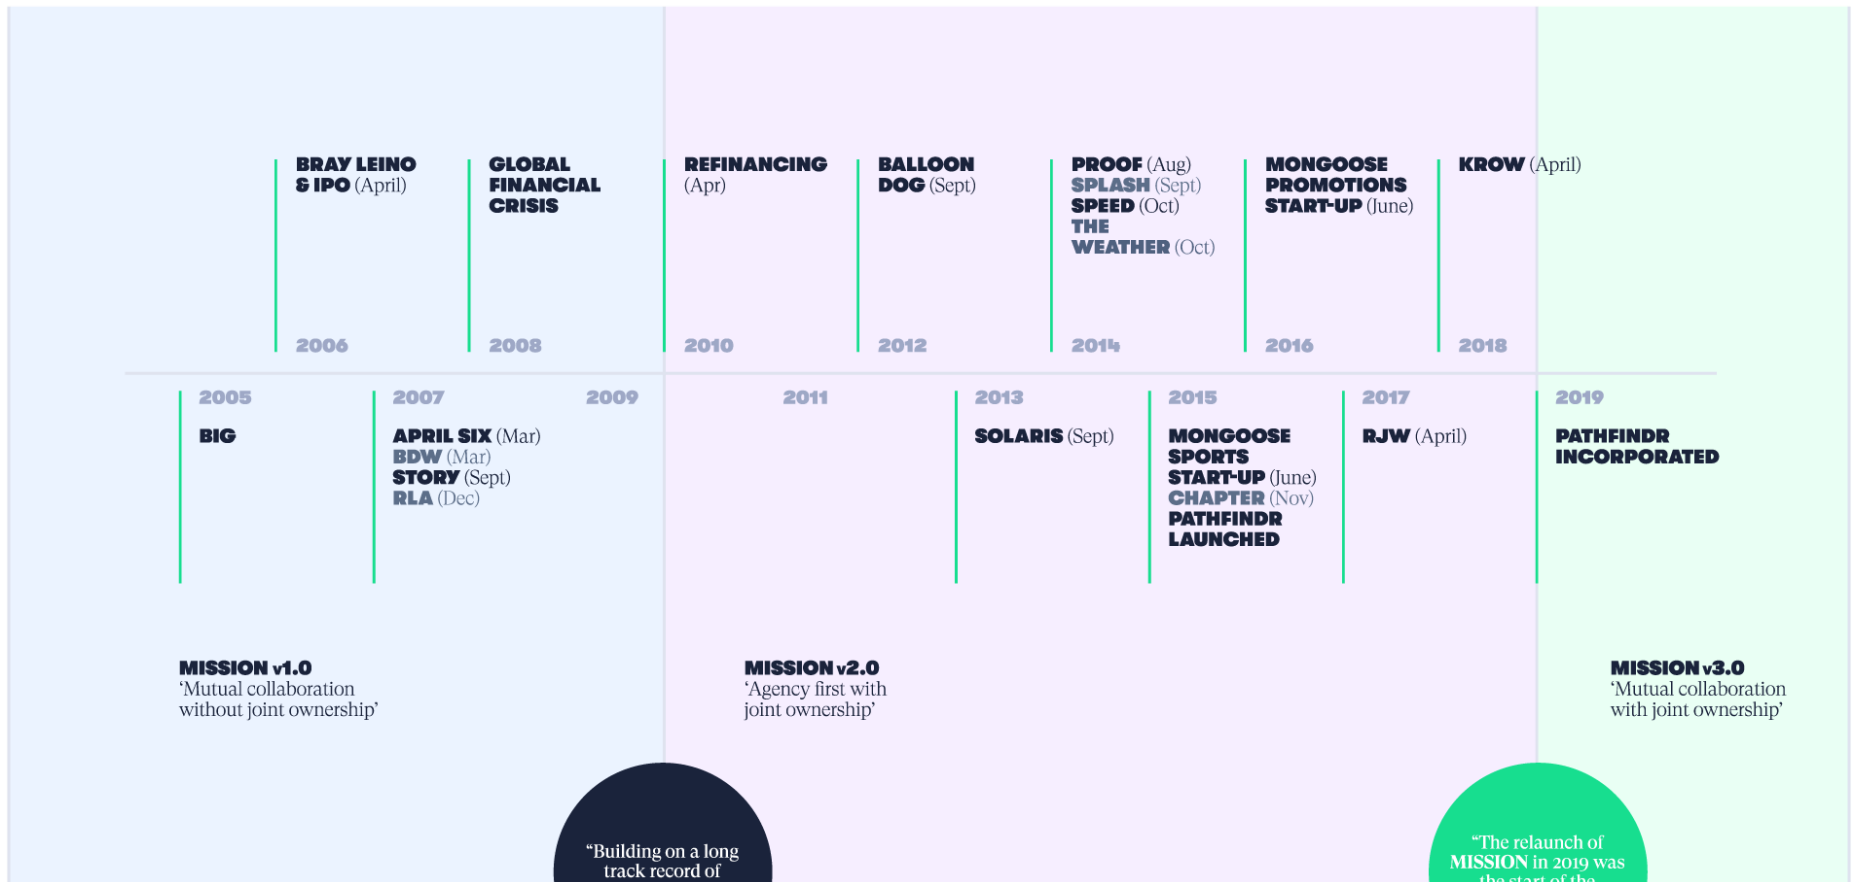 BRAY LEINO
& IPO (April)
GLOBAL
FINANCIAL
CRISIS
REFINANCING
(Apr)
BALLOON
DOG (Sept)
PROOF (Aug)
SPLASH (Sept)
SPEED (Oct)
THE
WEATHER (Oct)
MONGOOSE
PROMOTIONS
START-UP (June)
KROW (April)
2006
2008
2010
2012
2014
2016
2018
2005
BIG
2007
APRIL SIX (Mar)
BDW (Mar)
STORY (Sept)
RLA (Dec)
2009
2011
2013
SOLARIS (Sept)
2015
MONGOOSE
SPORTS
START-UP (June)
CHAPTER (Nov)
PATHFINDR
LAUNCHED
2017
RJW (April)
2019
PATHFINDR
INCORPORATED
MISSION v1.0
‘Mutual collaboration
without joint ownership’
MISSION v2.0
‘Agency first with
joint ownership’
MISSION v3.0
‘Mutual collaboration
with joint ownership’
“Building on a long
track record of
“The relaunch of
MISSION in 2019 was
the start of the